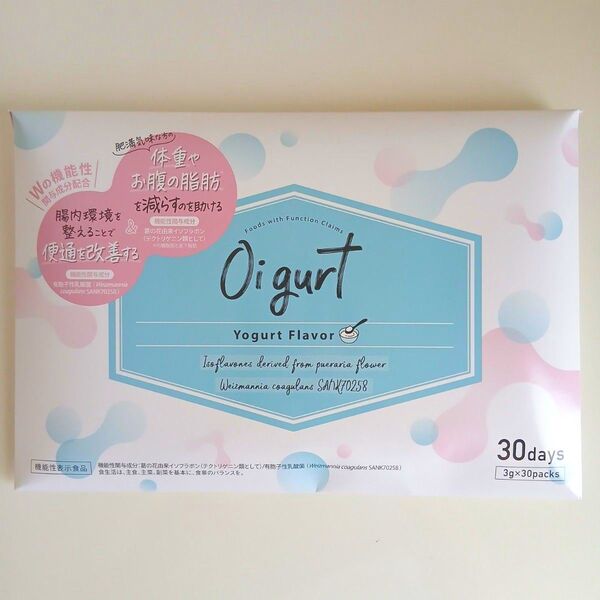 Wの機能性
関与成分配合
肥満気味な方の
体重や
お腹の脂肪
を減らすのを助ける
機能性関与成分
葛の花由来イソフラボン
(テクトリゲニン類として)
&
腸内環境を
整えることで
便通を改善する
機能性関与成分
有胞子性乳酸菌(Weizmannia
coagulans SANK70258)
Foods with Function Claims
Oi gurt
Yogurt Flavor
Isoflavones derived from pueraria flower
Weizmannia coagulans SANK70258
機能性表示食品
機能性関与成分:葛の花由来イソフラボン(テクトリゲニン類として)/有胞子性乳酸菌(Weizmannia coagulans SANK70258)
食生活は、主食、主菜、副菜を基本に、食事のバランスを。
30days
3g×30packs